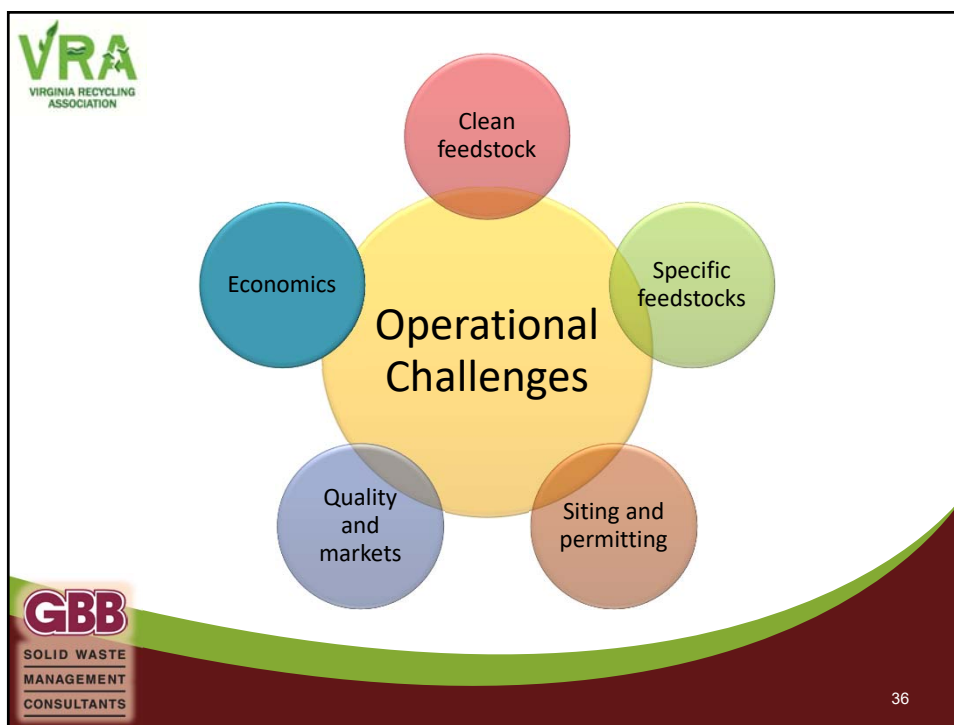 VRA
VIRGINIA RECYCLING
ASSOCIATION
Clean
feedstock
Economics
Specific
feedstocks
Operational
Challenges
Quality
and
markets
Siting and
permitting
GBB
SOLID WASTE
MANAGEMENT
CONSULTANTS
36